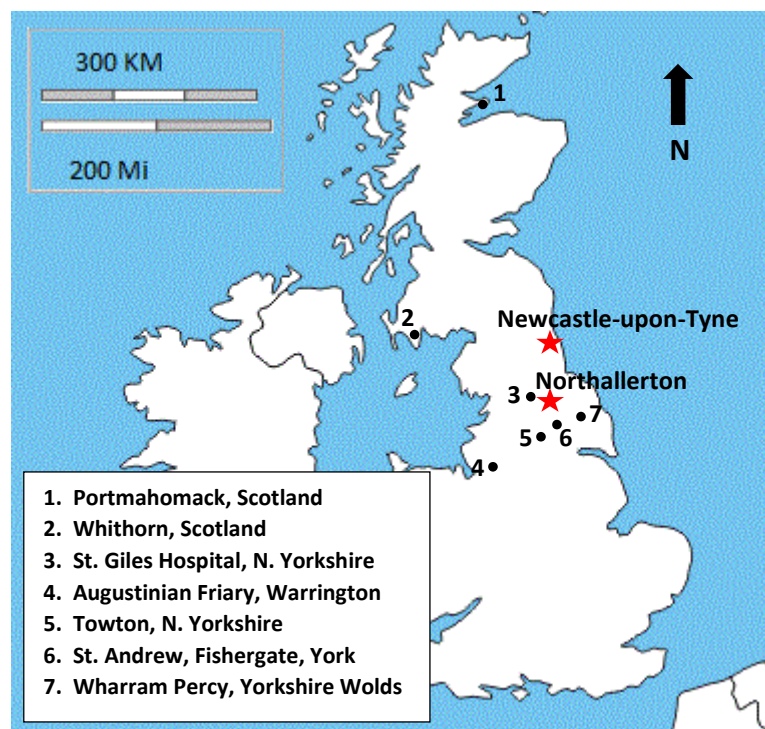 300 KM
200 Mi
1
N
2
Newcastle-upon-Tyne
Northallerton
3
7
5
6
4
1. Portmahomack, Scotland
2. Whithorn, Scotland
3. St. Giles Hospital, N. Yorkshire
4. Augustinian Friary, Warrington
5. Towton, N. Yorkshire
6. St. Andrew, Fishergate, York
7. Wharram Percy, Yorkshire Wolds